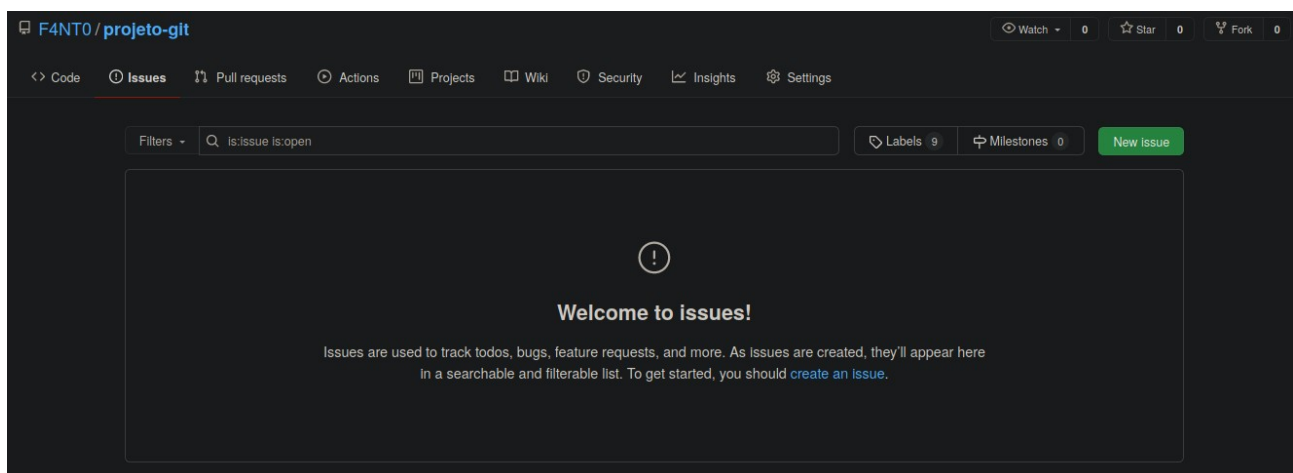 F4NT0/projeto-git
Watch 0 Star 0 Fork 0
<> Code Issues Pull requests Actions Projects Wiki Security Insights Settings
Filters is:issue is:open Labels 9 Milestones 0 New issue
Welcome to issues!
Issues are used to track todos, bugs, feature requests, and more. As issues are created, they’ll appear here
in a searchable and filterable list. To get started, you should create an issue.